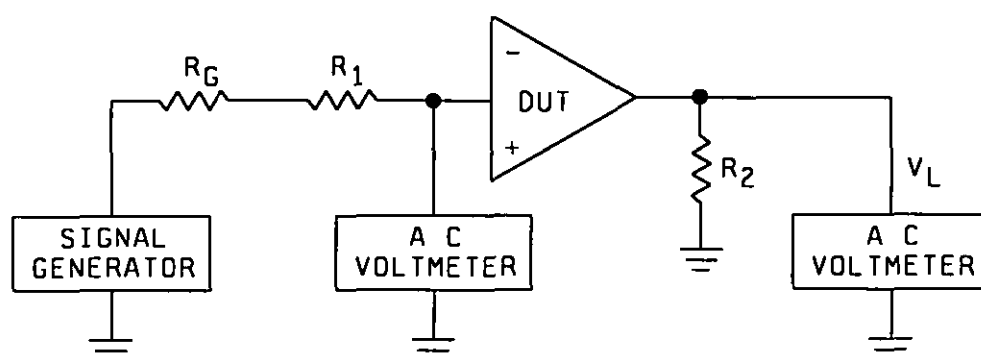 R_G
R_1
-
DUT
+
R_2
V_L
SIGNAL
GENERATOR
A C
VOLTMETER
A C
VOLTMETER